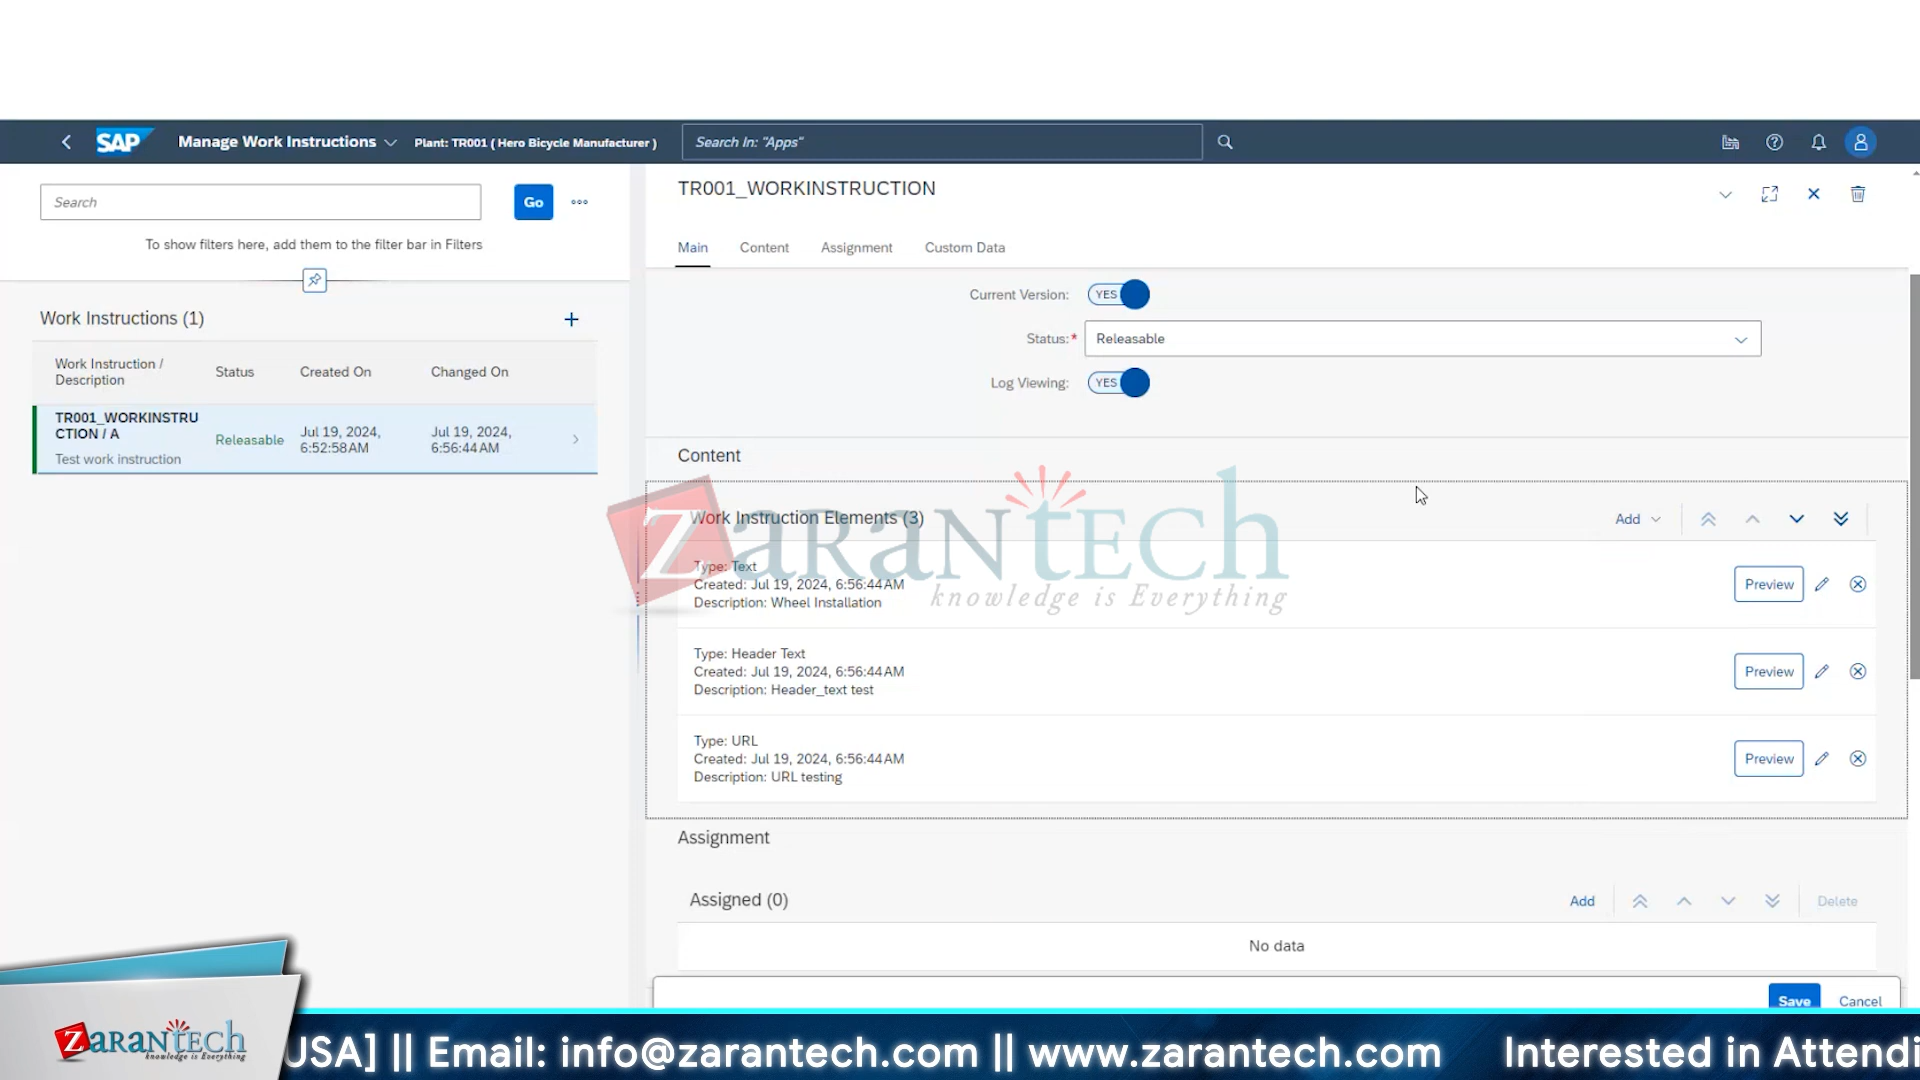 SAP Manage Work Instructions Plant: TR001 ( Hero Bicycle Manufacturer ) Search In: "Apps"
Search Go
To show filters here, add them to the filter bar in Filters
Work Instructions (1)
Work Instruction / Description Status Created On Changed On
TR001_WORKINSTRU
CTION / A
Test work instruction
Releasable
Jul 19, 2024,
6:52:58 AM
Jul 19, 2024,
6:56:44 AM
TR001_WORKINSTRUCTION
Main Content Assignment Custom Data
Current Version: YES
Status:* Releasable
Log Viewing: YES
Content
Work Instruction Elements (3) Add
Type: Text
Created: Jul 19, 2024, 6:56:44 AM
Description: Wheel Installation
Preview
Type: Header Text
Created: Jul 19, 2024, 6:56:44 AM
Description: Header_text test
Preview
Type: URL
Created: Jul 19, 2024, 6:56:44 AM
Description: URL testing
Preview
Assignment
Assigned (0) Add Delete
No data
Save Cancel
ZaranTech
knowledge is Everything
ZaranTech
knowledge is Everything
USA] || Email: info@zarantech.com || www.zarantech.com Interested in Attendi